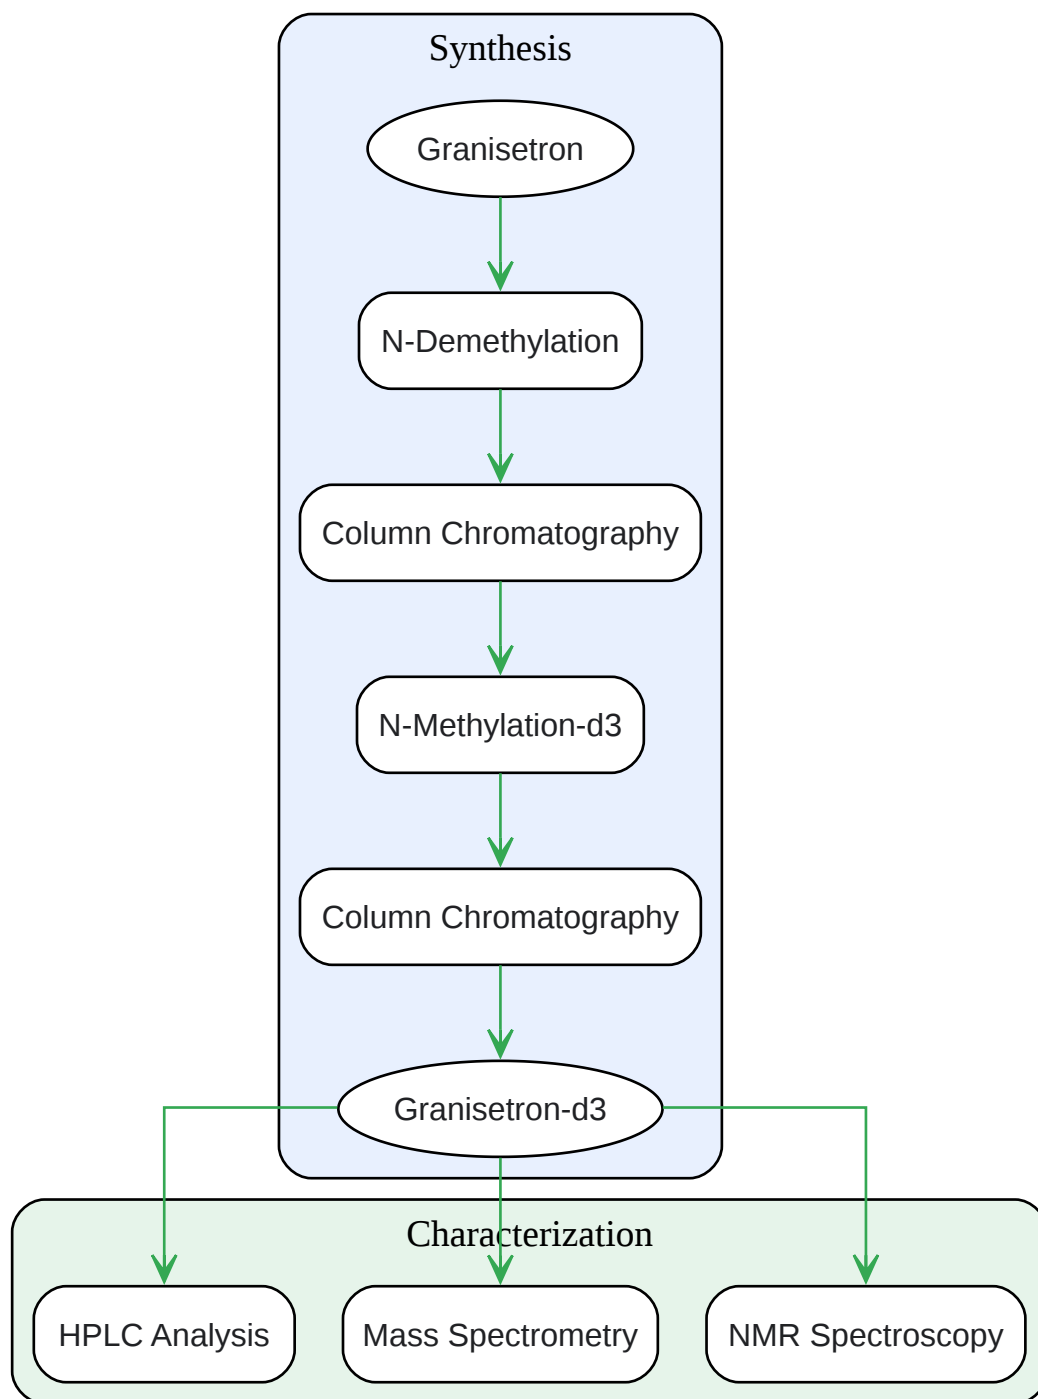 Synthesis
Granisetron
N-Demethylation
Column Chromatography
N-Methylation-d3
Column Chromatography
Granisetron-d3
Characterization
HPLC Analysis
Mass Spectrometry
NMR Spectroscopy